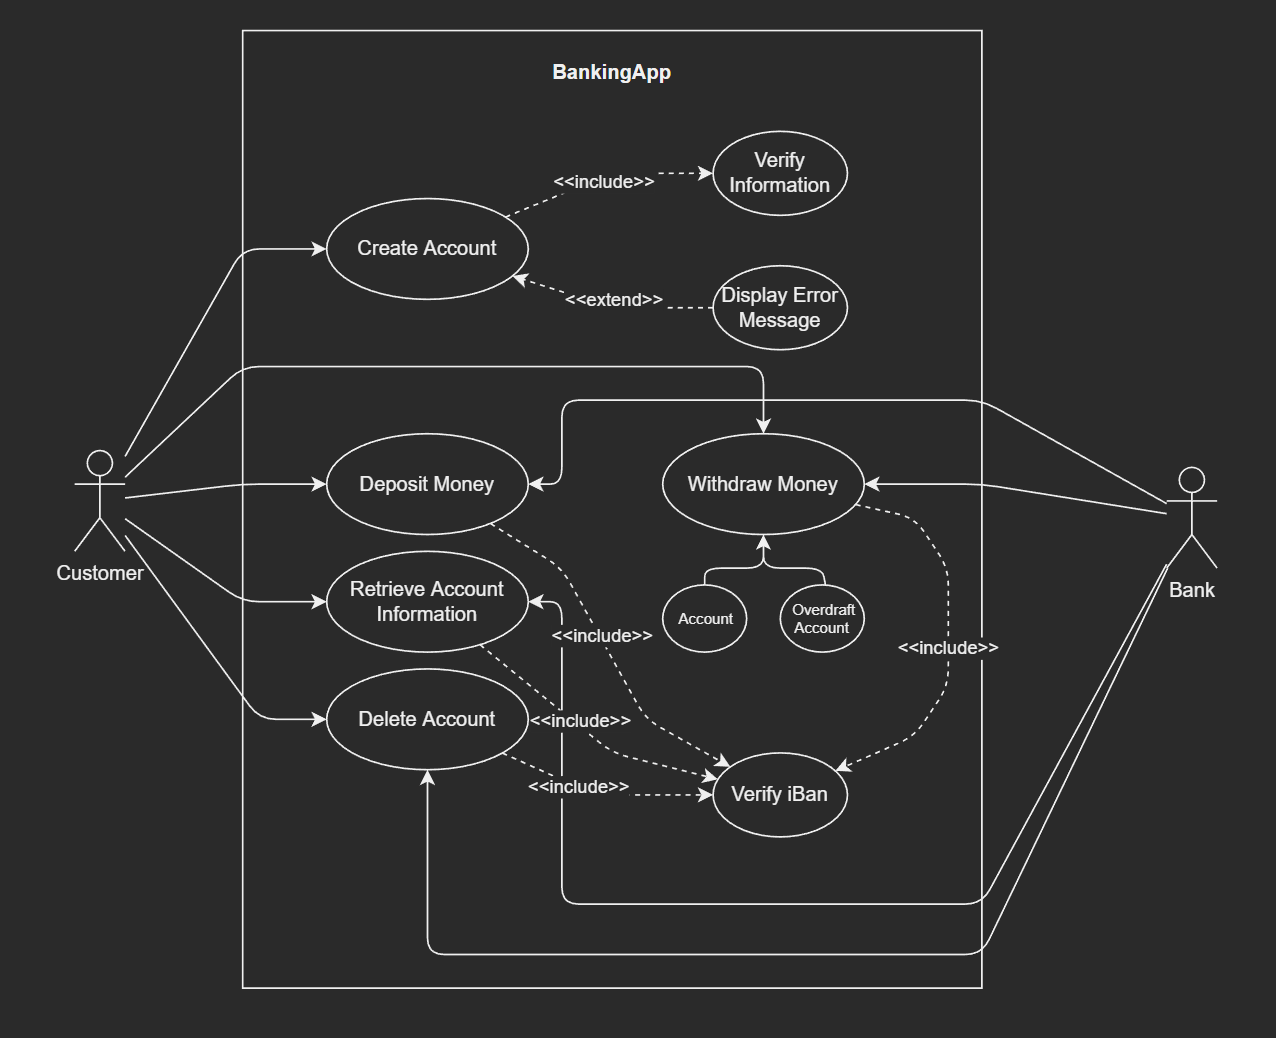 BankingApp
Verify
Information
<<include>>
Create Account
<<extend>>
Display Error
Message
Deposit Money
Withdraw Money
Customer
Bank
Retrieve Account
Information
Account
Overdraft
Account
<<include>>
<<include>>
Delete Account
<<include>>
<<include>>
Verify iBan